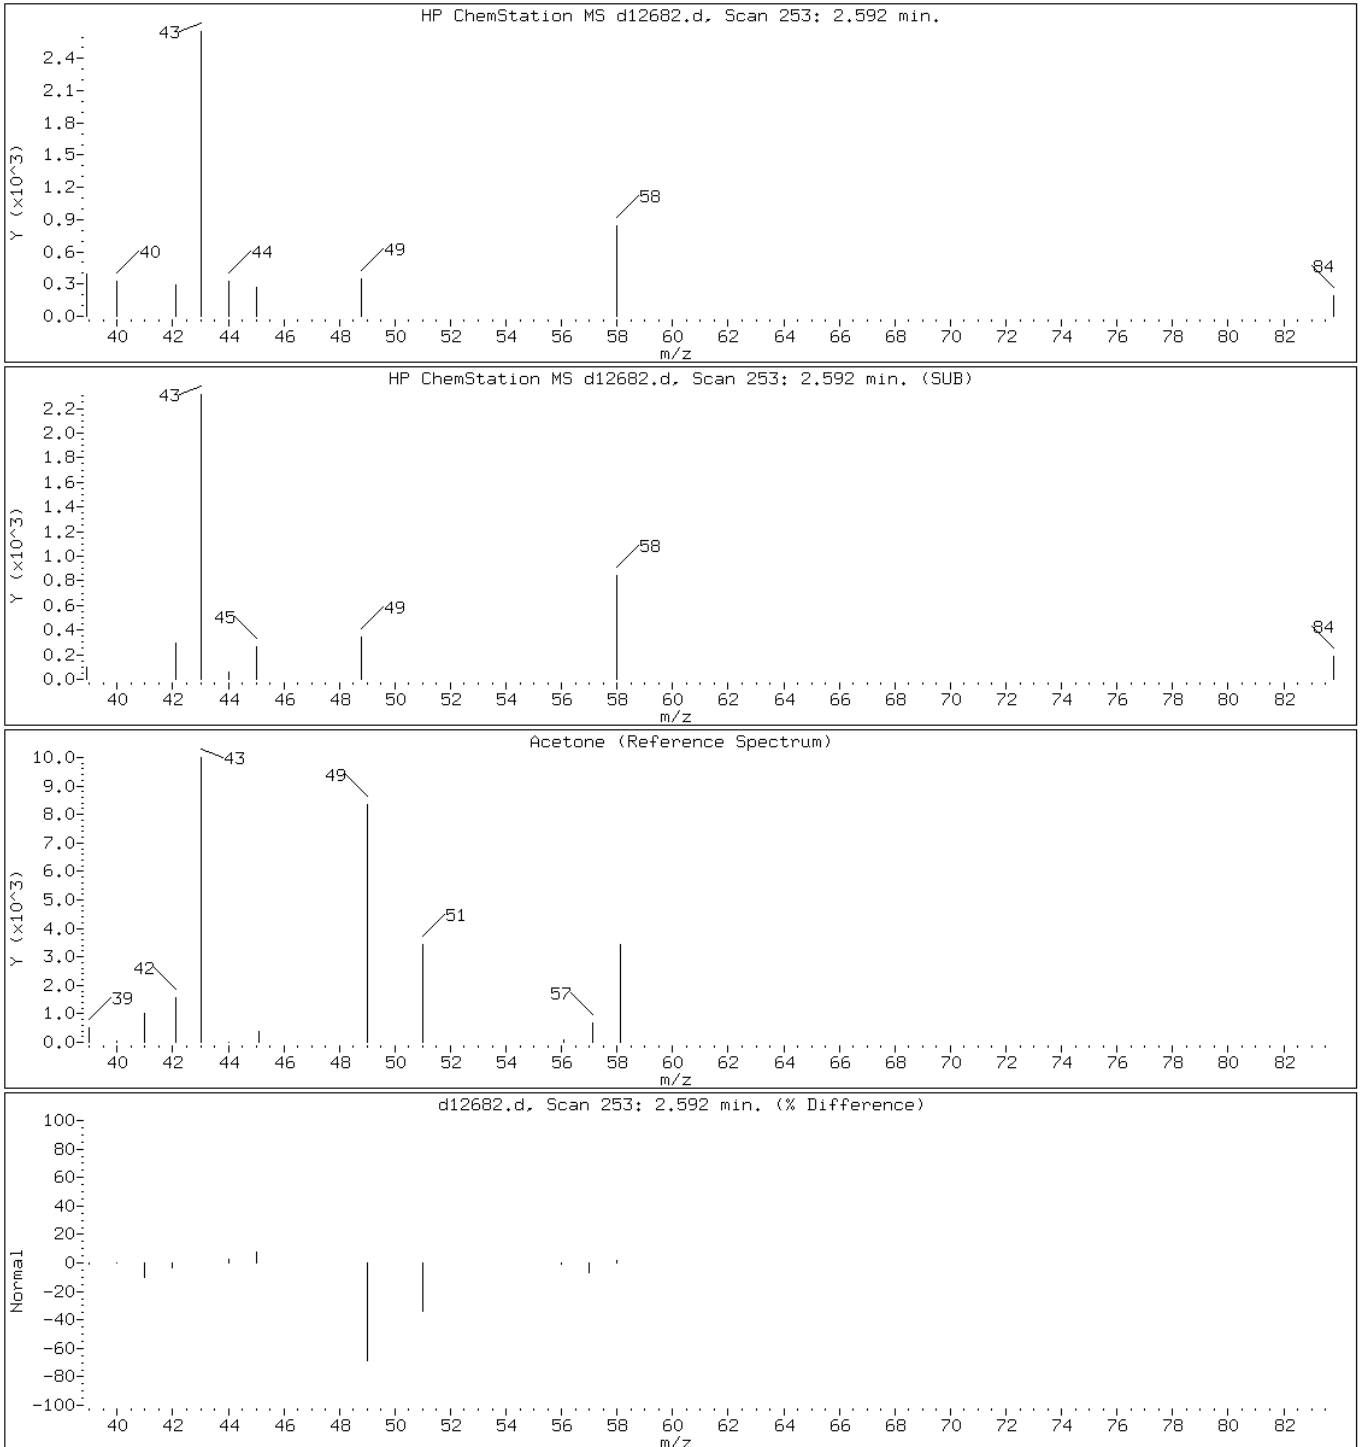 HP ChemStation MS d12682.d, Scan 253: 2.592 min.
43
2.4
2.1
1.8
1.5
1.2
58
0.9
0.6 40 44 49
84
0.3
0.0
Y (x10^3)
40 42 44 46 48 50 52 54 56 58 60 62 64 66 68 70 72 74 76 78 80 82
m/z
HP ChemStation MS d12682.d, Scan 253: 2.592 min. (SUB)
43
2.2
2.0
1.8
1.6
1.4
1.2
1.0 58
0.8
0.6 45 49
0.4 84
0.2
0.0
Y (x10^3)
40 42 44 46 48 50 52 54 56 58 60 62 64 66 68 70 72 74 76 78 80 82
m/z
Acetone (Reference Spectrum)
10.0 43
49
9.0
8.0
7.0
6.0
5.0
51
4.0
3.0
42
2.0
39 57
1.0
0.0
Y (x10^3)
40 42 44 46 48 50 52 54 56 58 60 62 64 66 68 70 72 74 76 78 80 82
m/z
d12682.d, Scan 253: 2.592 min. (% Difference)
100
80
60
40
20
0
-20
-40
-60
-80
-100
Normal
40 42 44 46 48 50 52 54 56 58 60 62 64 66 68 70 72 74 76 78 80 82
m/z